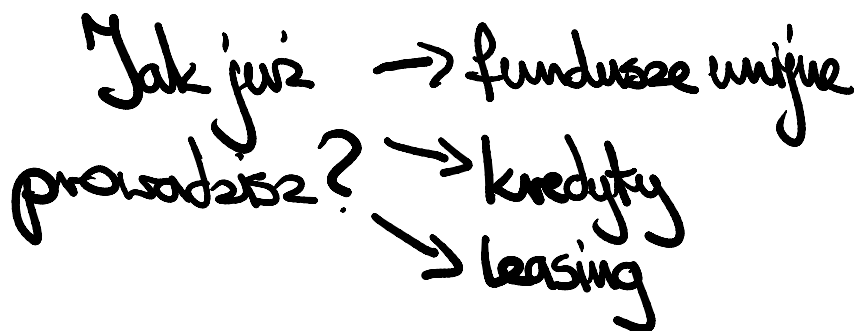 Jak już → fundusze unijne
prowadzisz? → kredyty
→ leasing